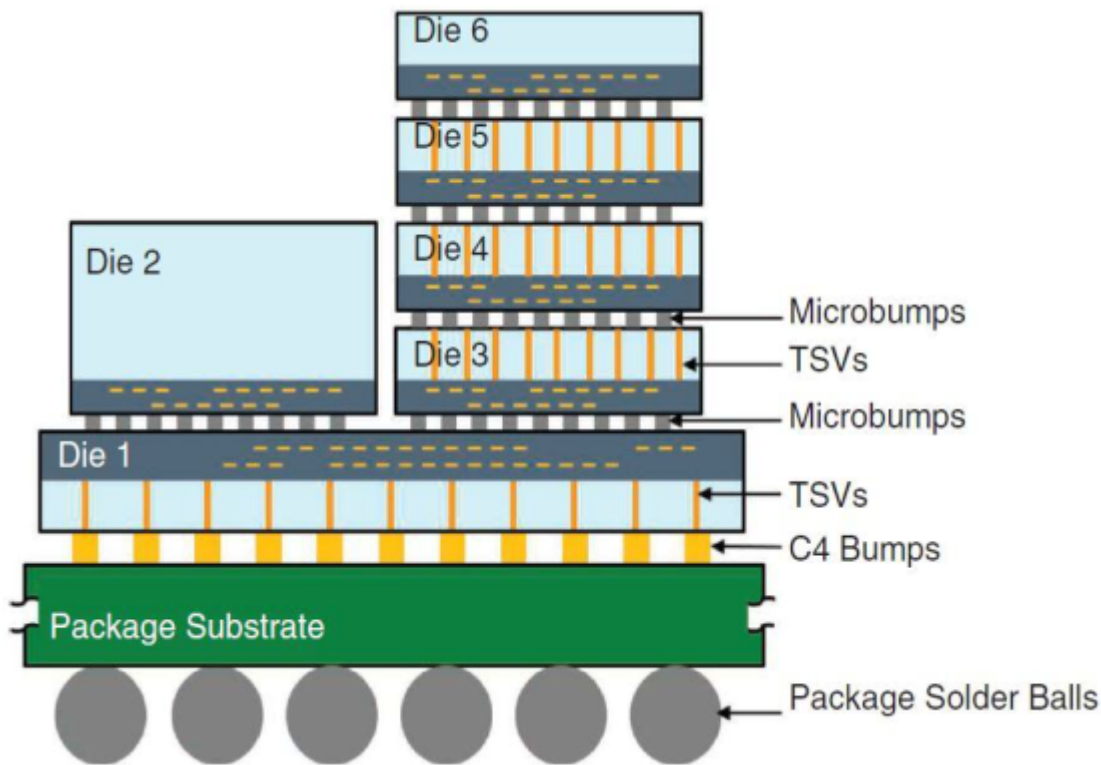 Die 6
Die 5
Die 4
Die 2
Microbumps
Die 3
TSVs
Microbumps
Die 1
TSVs
C4 Bumps
Package Substrate
Package Solder Balls